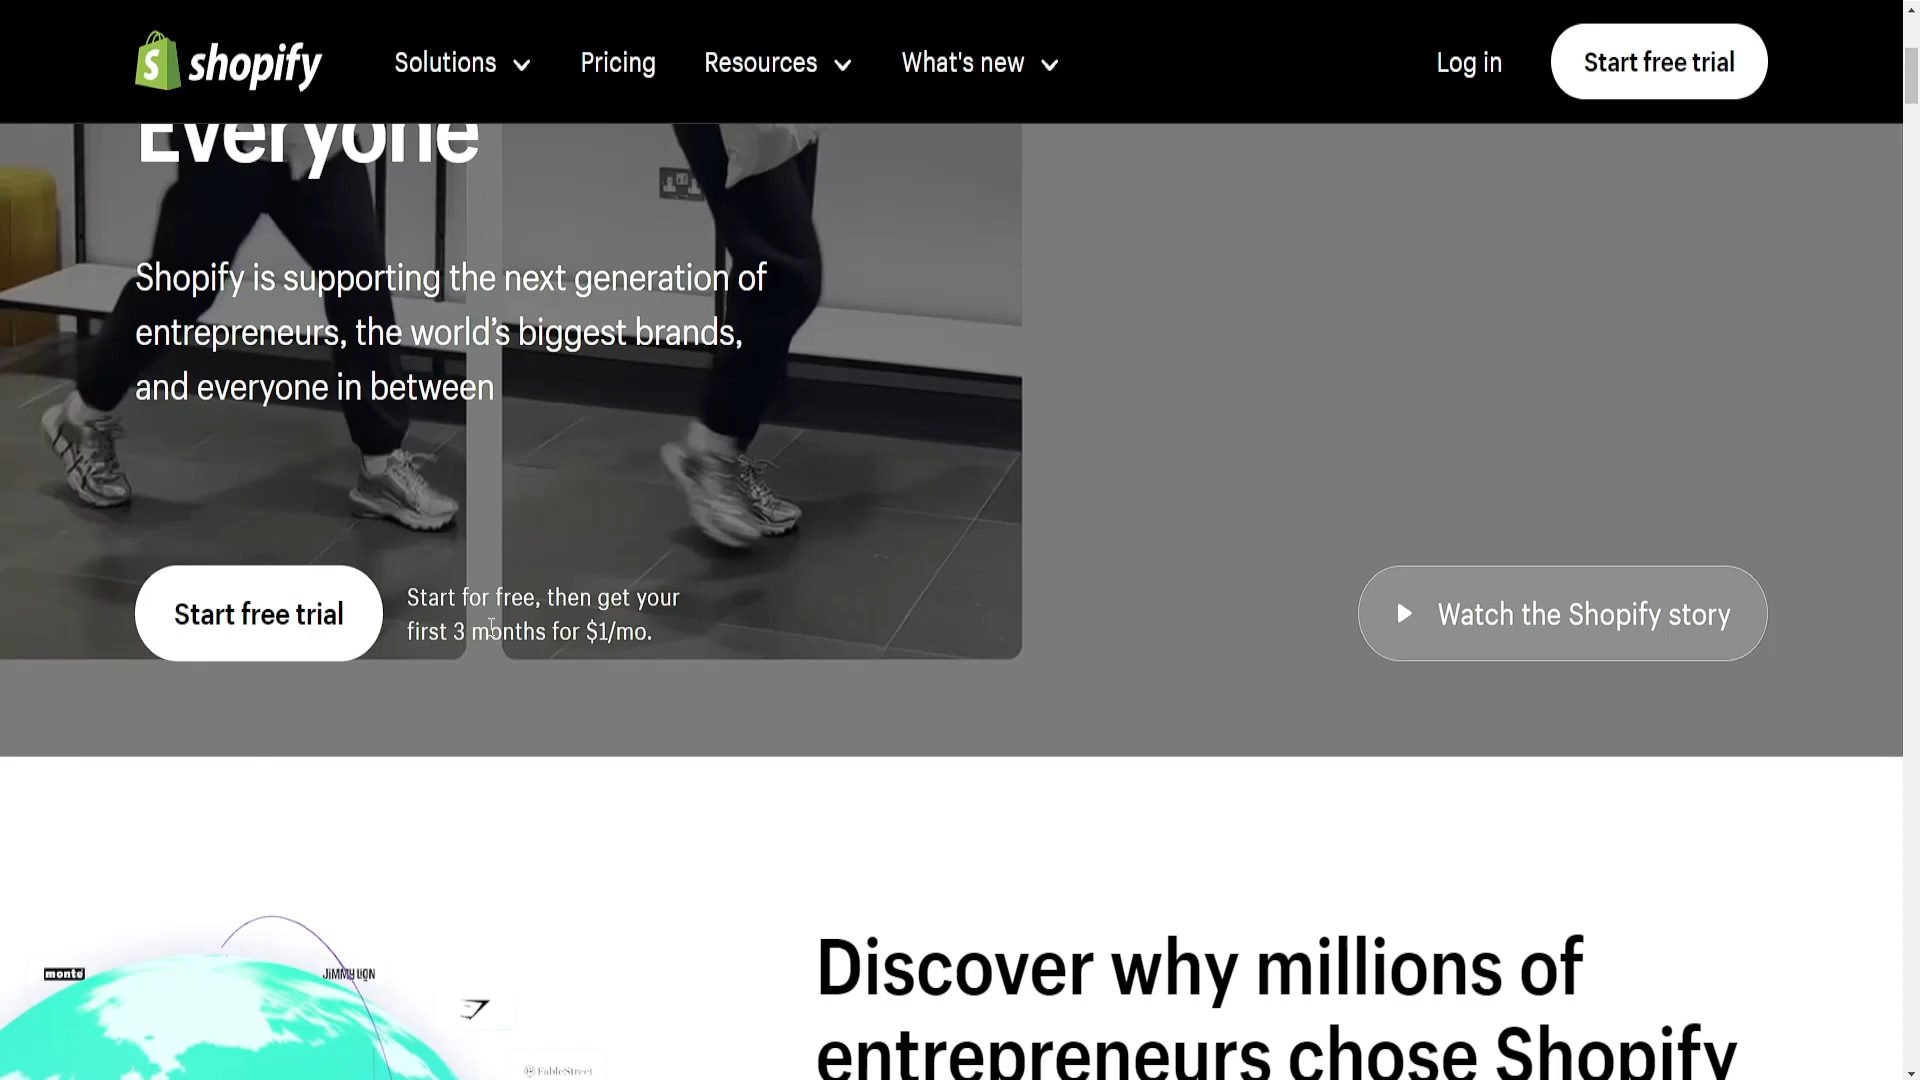 shopify
Solutions
Pricing
Resources
What's new
Log in
Start free trial
Everyone
Shopify is supporting the next generation of
entrepreneurs, the world’s biggest brands,
and everyone in between
Start free trial
Start for free, then get your
first 3 months for $1/mo.
Watch the Shopify story
Discover why millions of
entrepreneurs chose Shopify
monte
JIMMY LION
FableStreet